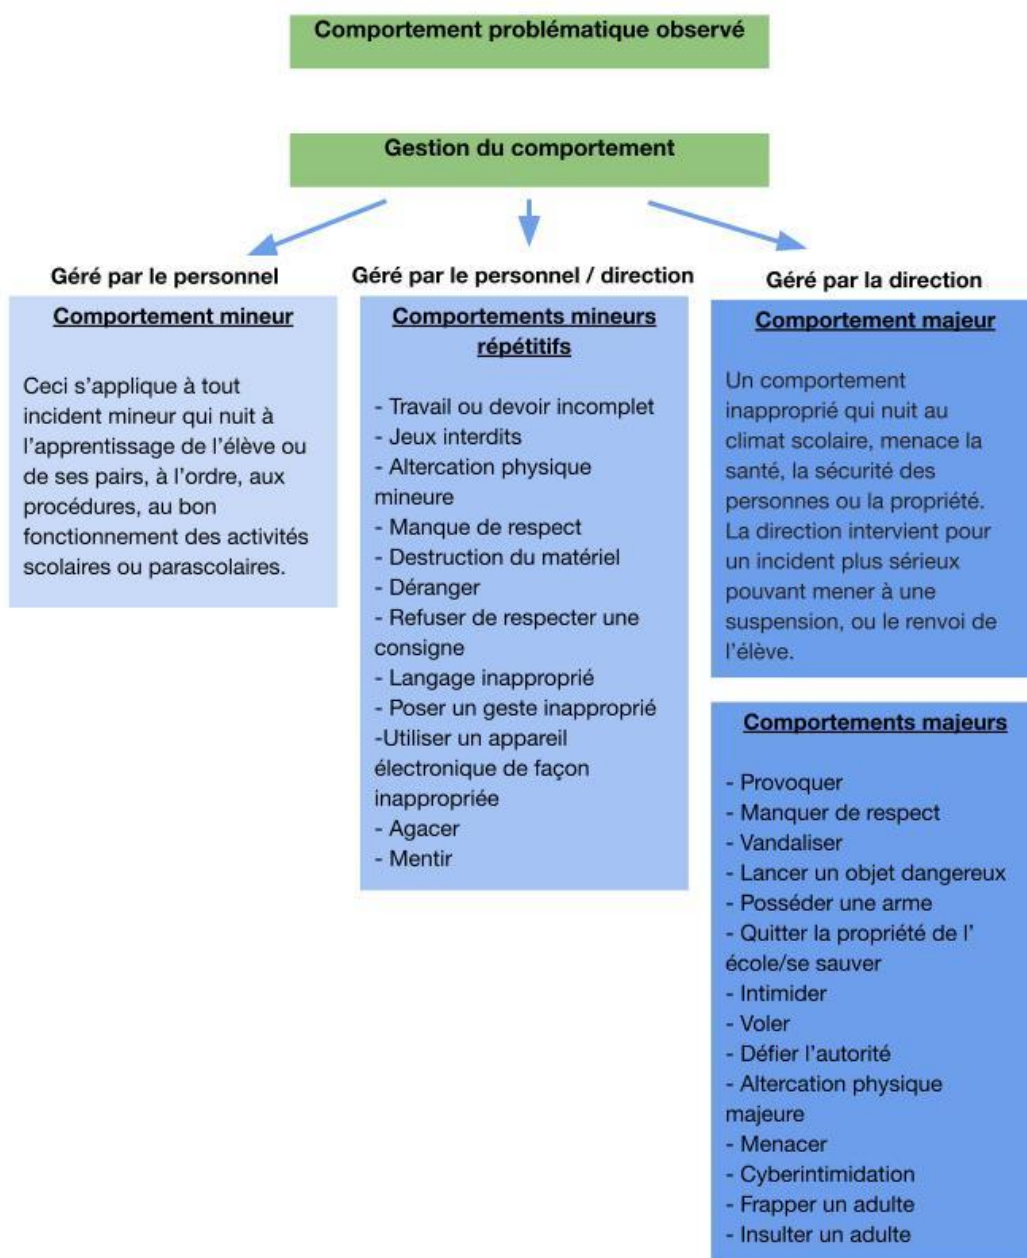 Comportement problématique observé
Gestion du comportement
Géré par le personnel
Comportement mineur
Ceci s’applique à tout
incident mineur qui nuit à
l’apprentissage de l’élève ou
de ses pairs, à l’ordre, aux
procédures, au bon
fonctionnement des activités
scolaires ou parascolaires.
Géré par le personnel / direction
Comportements mineurs
répétitifs
- Travail ou devoir incomplet
- Jeux interdits
- Altercation physique
mineure
- Manque de respect
- Destruction du matériel
- Déranger
- Refuser de respecter une
consigne
- Langage inapproprié
- Poser un geste inapproprié
-Utiliser un appareil
électronique de façon
inappropriée
- Agacer
- Mentir
Géré par la direction
Comportement majeur
Un comportement
inapproprié qui nuit au
climat scolaire, menace la
santé, la sécurité des
personnes ou la propriété.
La direction intervient pour
un incident plus sérieux
pouvant mener à une
suspension, ou le renvoi de
l’élève.
Comportements majeurs
- Provoquer
- Manquer de respect
- Vandaliser
- Lancer un objet dangereux
- Posséder une arme
- Quitter la propriété de l’
école/se sauver
- Intimider
- Voler
- Défier l’autorité
- Altercation physique
majeure
- Menacer
- Cyberintimidation
- Frapper un adulte
- Insulter un adulte